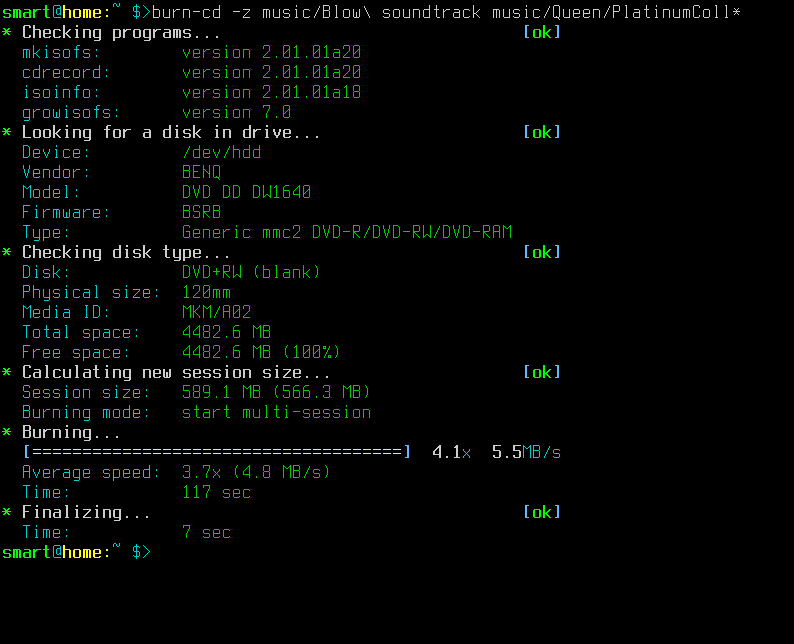 smart@home:~ $>burn-cd -z music/Blow\ soundtrack music/Queen/PlatinumColl*
* Checking programs... [ok]
mkisofs: version 2.01.01a20
cdrecord: version 2.01.01a20
isoinfo: version 2.01.01a18
growisofs: version 7.0
* Looking for a disk in drive... [ok]
Device: /dev/hdd
Vendor: BENQ
Model: DVD DD DW1640
Firmware: BSRB
Type: Generic mmc2 DVD-R/DVD-RW/DVD-RAM
* Checking disk type... [ok]
Disk: DVD+RW (blank)
Physical size: 120mm
Media ID: MKM/A02
Total space: 4482.6 MB
Free space: 4482.6 MB (100%)
* Calculating new session size... [ok]
Session size: 589.1 MB (566.3 MB)
Burning mode: start multi-session
* Burning...
[=====================================] 4.1x 5.5MB/s
Average speed: 3.7x (4.8 MB/s)
Time: 117 sec
* Finalizing... [ok]
Time: 7 sec
smart@home:~ $>